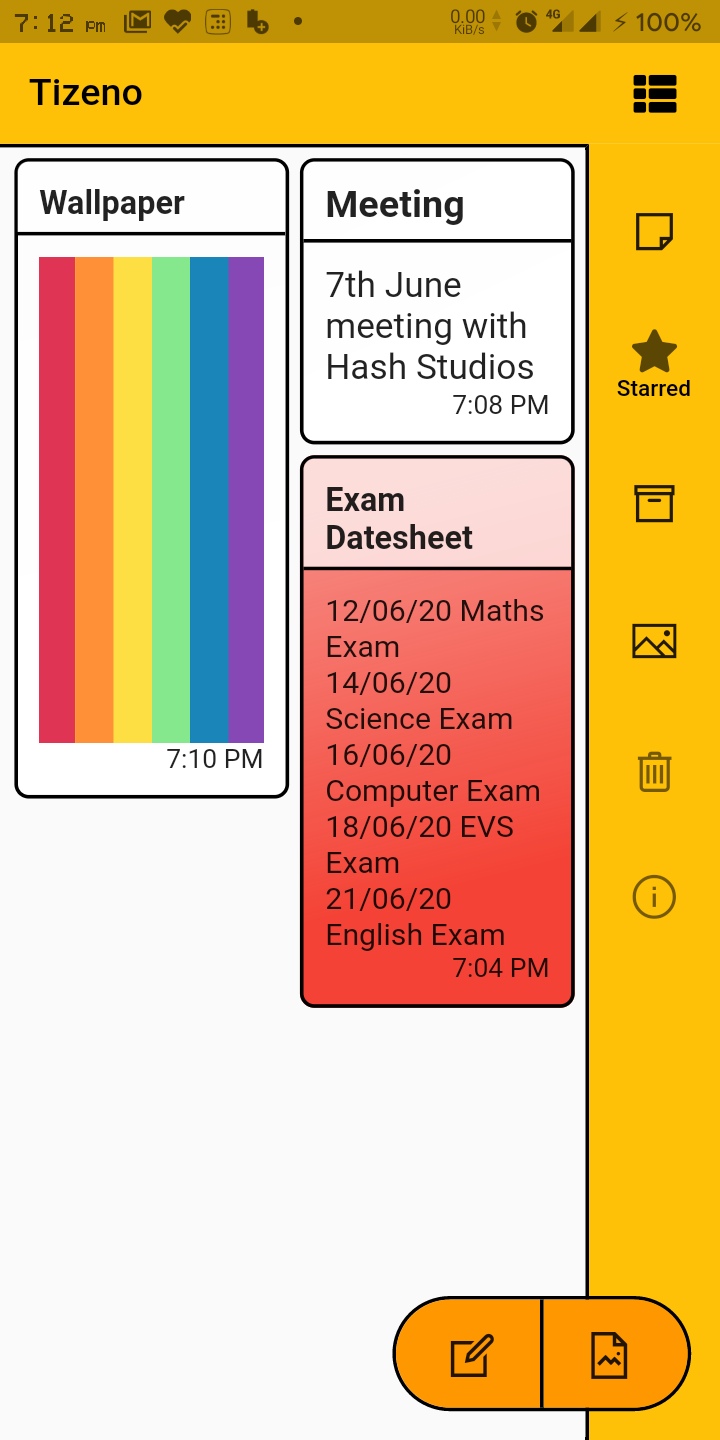 7:12 pm
0.00
KiB/s
4G
100%
Tizeno
Wallpaper
7:10 PM
Meeting
7th June
meeting with
Hash Studios
7:08 PM
Exam
Datesheet
12/06/20 Maths
Exam
14/06/20
Science Exam
16/06/20
Computer Exam
18/06/20 EVS
Exam
21/06/20
English Exam
7:04 PM
Starred